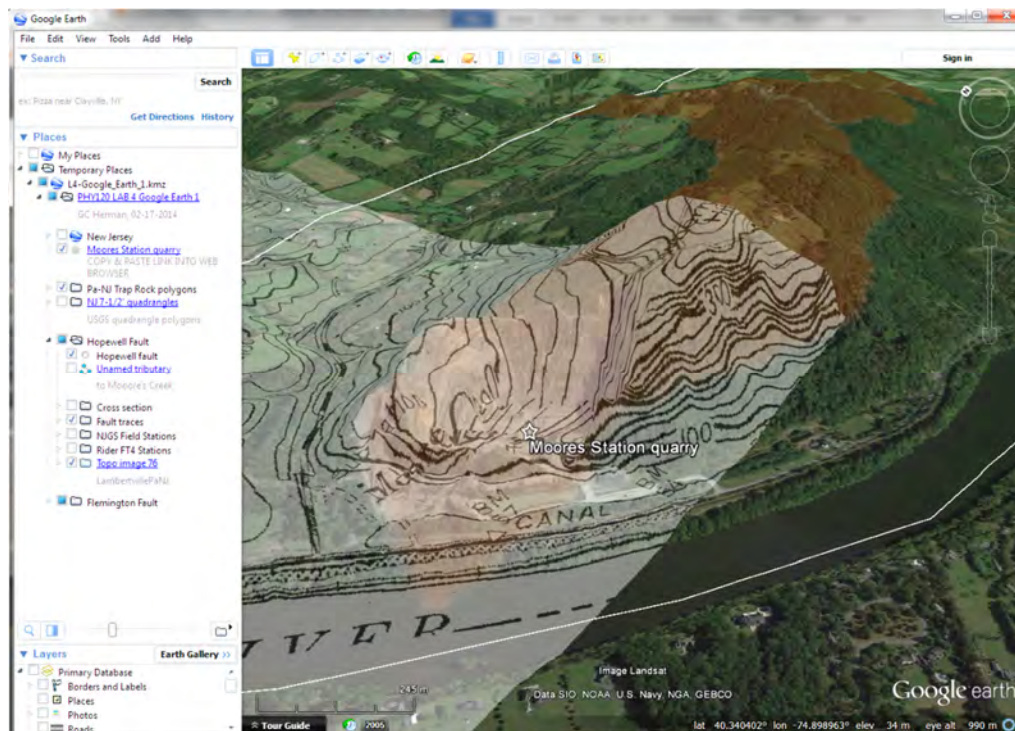 Google Earth
File Edit View Tools Add Help
Search
Search
ex: Pizza near Clayville, NY
Get Directions History
Places
My Places
Temporary Places
L4-Google_Earth_1.kmz
PHY120 LAB 4 Google Earth 1
GC Herman, 02-17-2014
New Jersey
Moores Station quarry
COPY & PASTE LINK INTO WEB
BROWSER
Pa-NJ Trap Rock polygons
NJ 7-1/2' quadrangles
USGS quadrangle polygons
Hopewell Fault
Hopewell fault
Unamed tributary
to Mooore's Creek
Cross section
Fault traces
NJGS Field Stations
Rider FT4 Stations
Topo image 76
LambertvillePaNJ
Flemington Fault
Layers
Earth Gallery >>
Primary Database
Borders and Labels
Places
Photos
Roads
Sign in
Moores Station quarry
100
BM
CANAL
IVER
245 m
Image Landsat
Data SIO, NOAA, U.S. Navy, NGA, GEBCO
Google earth
Tour Guide
2005
lat 40.340402° lon -74.898963° elev 34 m eye alt 990 m